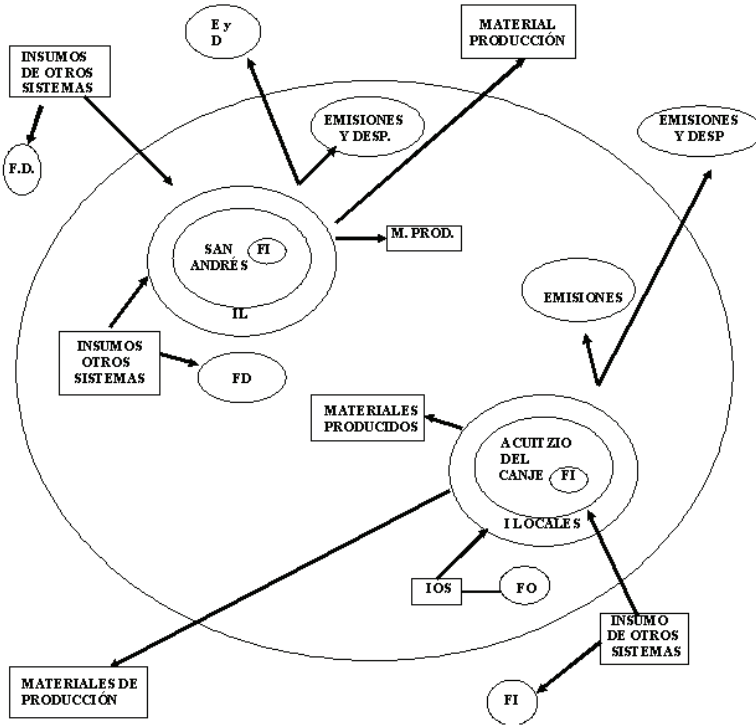 E y
D
MATERIAL
PRODUCCIÓN
INSUMOS
DE OTROS
SISTEMAS
EMISIONES
Y DESP.
EMISIONES
Y DESP
F.D.
SAN
ANDRÉS
FI
M. PROD.
IL
EMISIONES
INSUMOS
OTROS
SISTEMAS
FD
MATERIALES
PRODUCIDOS
ACUITZIO
DEL
CANJE
FI
I LOCALES
IOS
FO
INSUMO
DE OTROS
SISTEMAS
MATERIALES DE
PRODUCCIÓN
FI